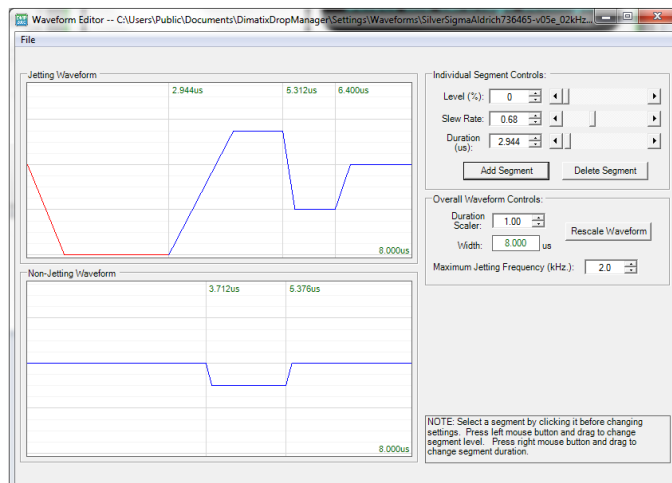 Waveform Editor -- C:\Users\Public\Documents\DimatixDropManager\Settings\Waveforms\SilverSigmaAldrich736465-v05e_02kHz...
File
Jetting Waveform
2.944us
5.312us
6.400us
8.000us
Non-Jetting Waveform
3.712us
5.376us
8.000us
Individual Segment Controls:
Level (%):
0
Slew Rate:
0.68
Duration
(us):
2.944
Add Segment
Delete Segment
Overall Waveform Controls:
Duration
Scaler:
1.00
Rescale Waveform
Width:
8.000
us
Maximum Jetting Frequency (kHz.):
2.0
NOTE: Select a segment by clicking it before changing
settings. Press left mouse button and drag to change
segment level. Press right mouse button and drag to
change segment duration.